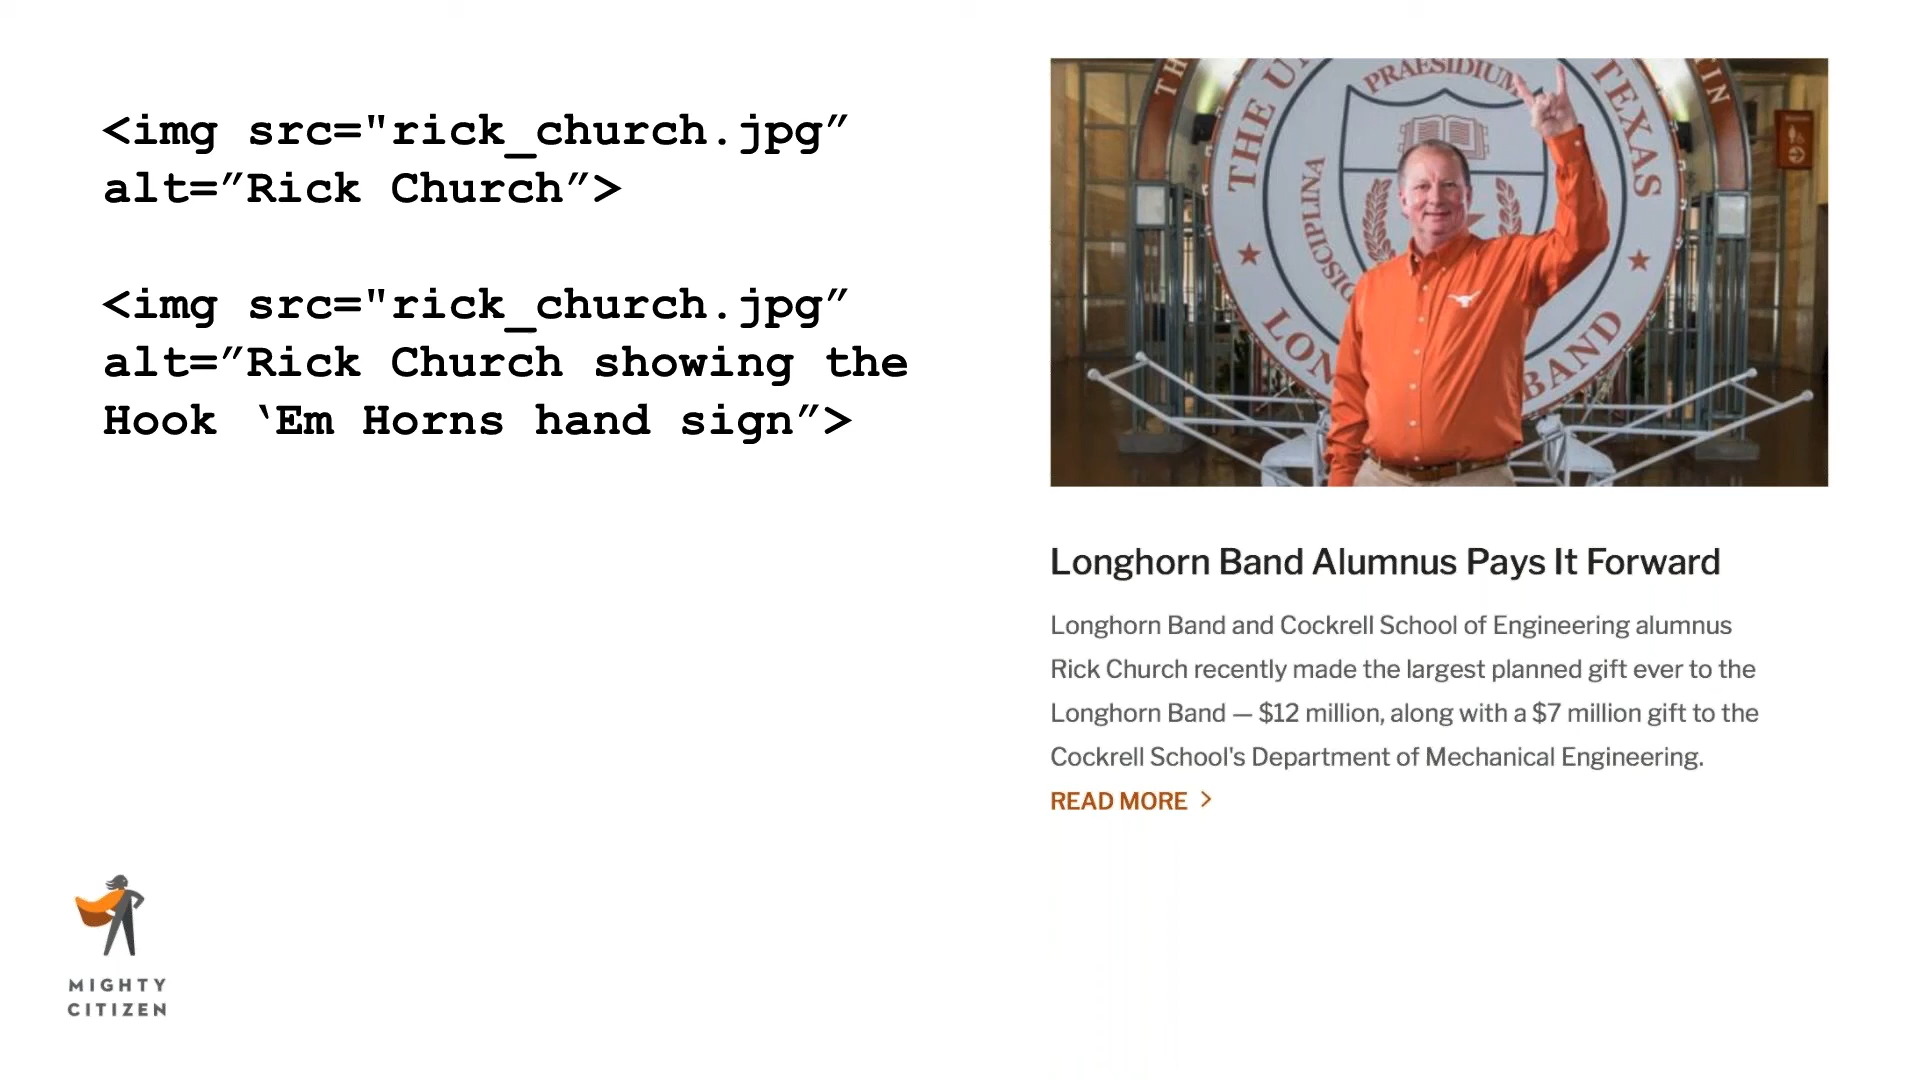 <img src="rick_church.jpg”
alt=”Rick Church”>
<img src="rick_church.jpg”
alt=”Rick Church showing the
Hook ‘Em Horns hand sign”>
PRAESIDIUM
THE U
TEXAS
TIN
TH
DISCIPLINA
LON
BAND
Longhorn Band Alumnus Pays It Forward
Longhorn Band and Cockrell School of Engineering alumnus
Rick Church recently made the largest planned gift ever to the
Longhorn Band — $12 million, along with a $7 million gift to the
Cockrell School's Department of Mechanical Engineering.
READ MORE >
MIGHTY
CITIZEN